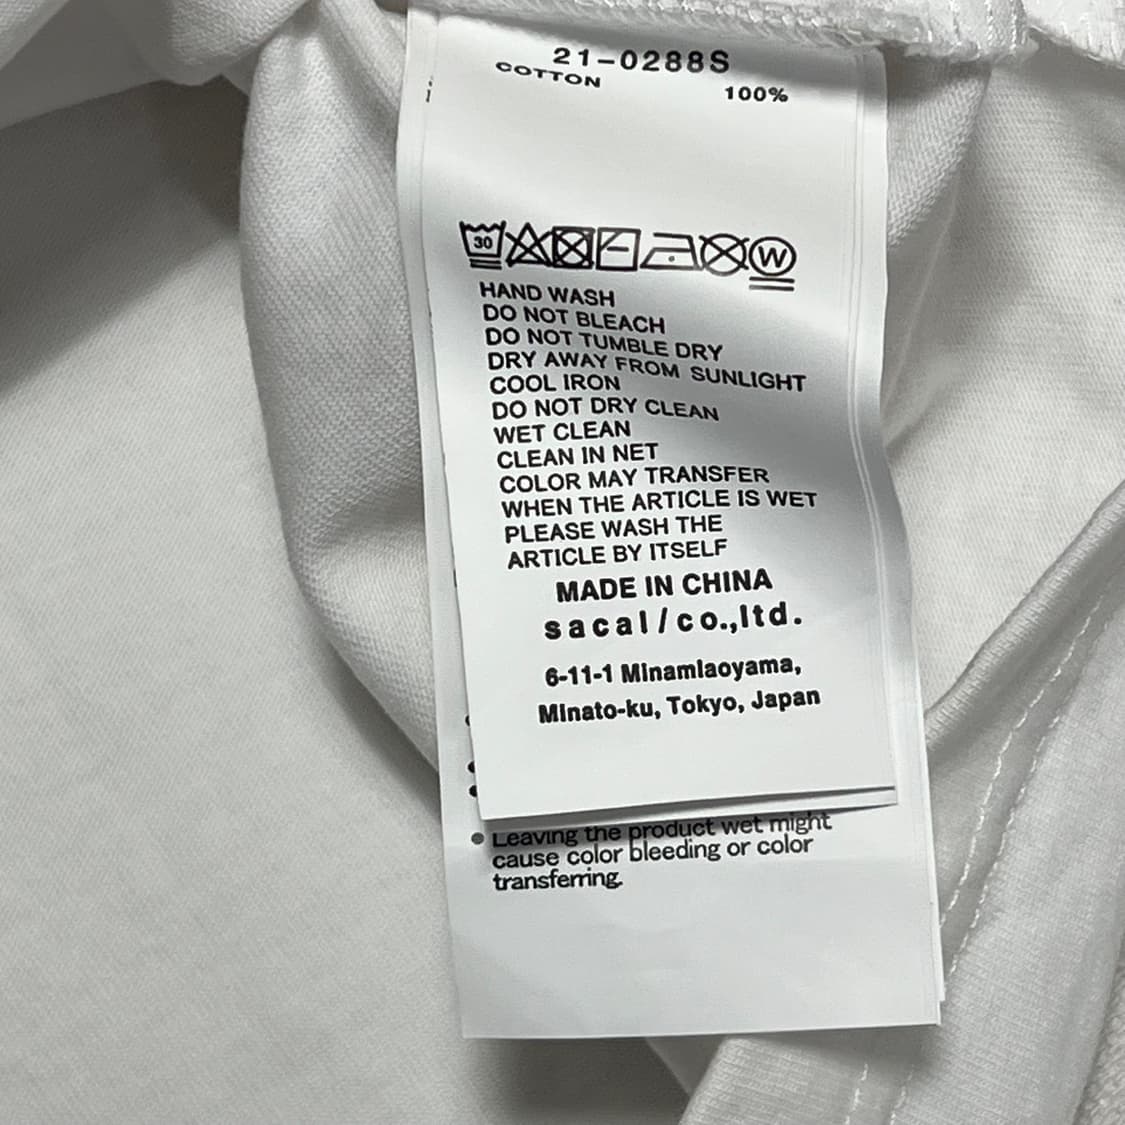 21-0288S
COTTON 100%
30
W
HAND WASH
DO NOT BLEACH
DO NOT TUMBLE DRY
DRY AWAY FROM SUNLIGHT
COOL IRON
DO NOT DRY CLEAN
WET CLEAN
CLEAN IN NET
COLOR MAY TRANSFER
WHEN THE ARTICLE IS WET
PLEASE WASH THE
ARTICLE BY ITSELF
MADE IN CHINA
sacal/co.,ltd.
6-11-1 Minamlaoyama,
Minato-ku, Tokyo, Japan
• Leaving the product wet might
cause color bleeding or color
transferring.